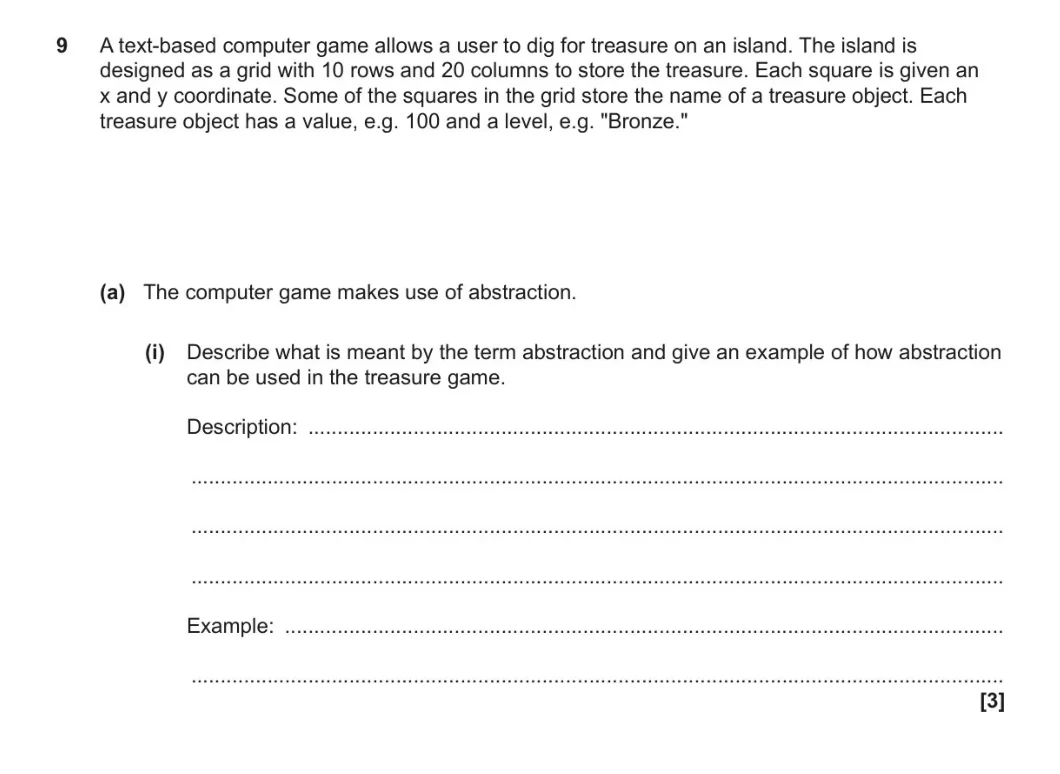 9 A text-based computer game allows a user to dig for treasure on an island. The island is
designed as a grid with 10 rows and 20 columns to store the treasure. Each square is given an
x and y coordinate. Some of the squares in the grid store the name of a treasure object. Each
treasure object has a value, e.g. 100 and a level, e.g. "Bronze."
(a) The computer game makes use of abstraction.
(i) Describe what is meant by the term abstraction and give an example of how abstraction
can be used in the treasure game.
Description: ................................................................
................................................................
................................................................
................................................................
Example: ................................................................
................................................................
[3]